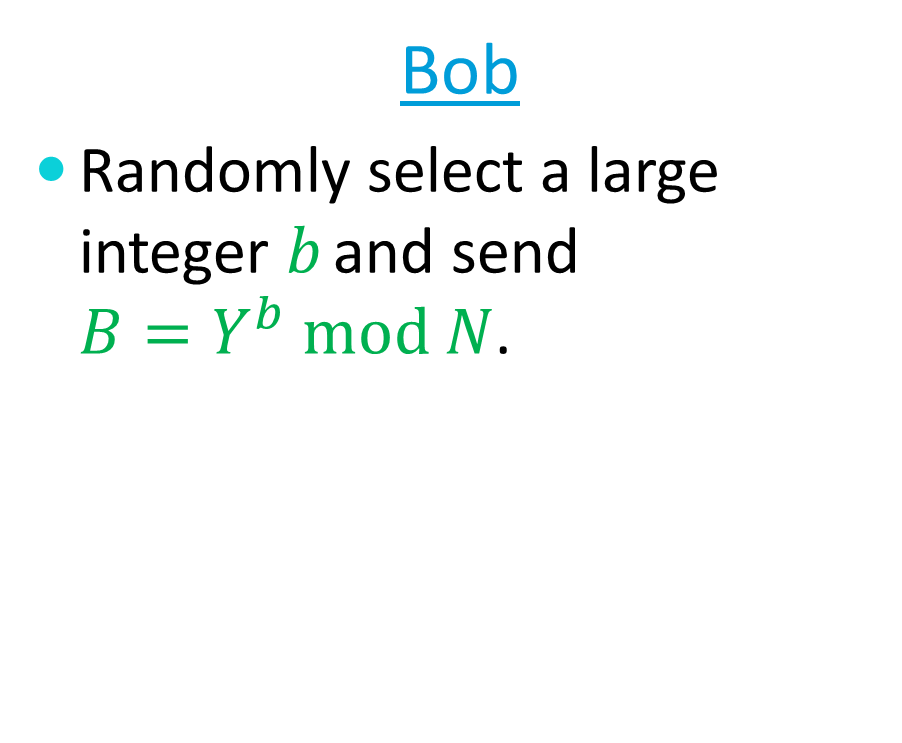 Bob
• Randomly select a large
integer b and send
B = Y^b mod N.